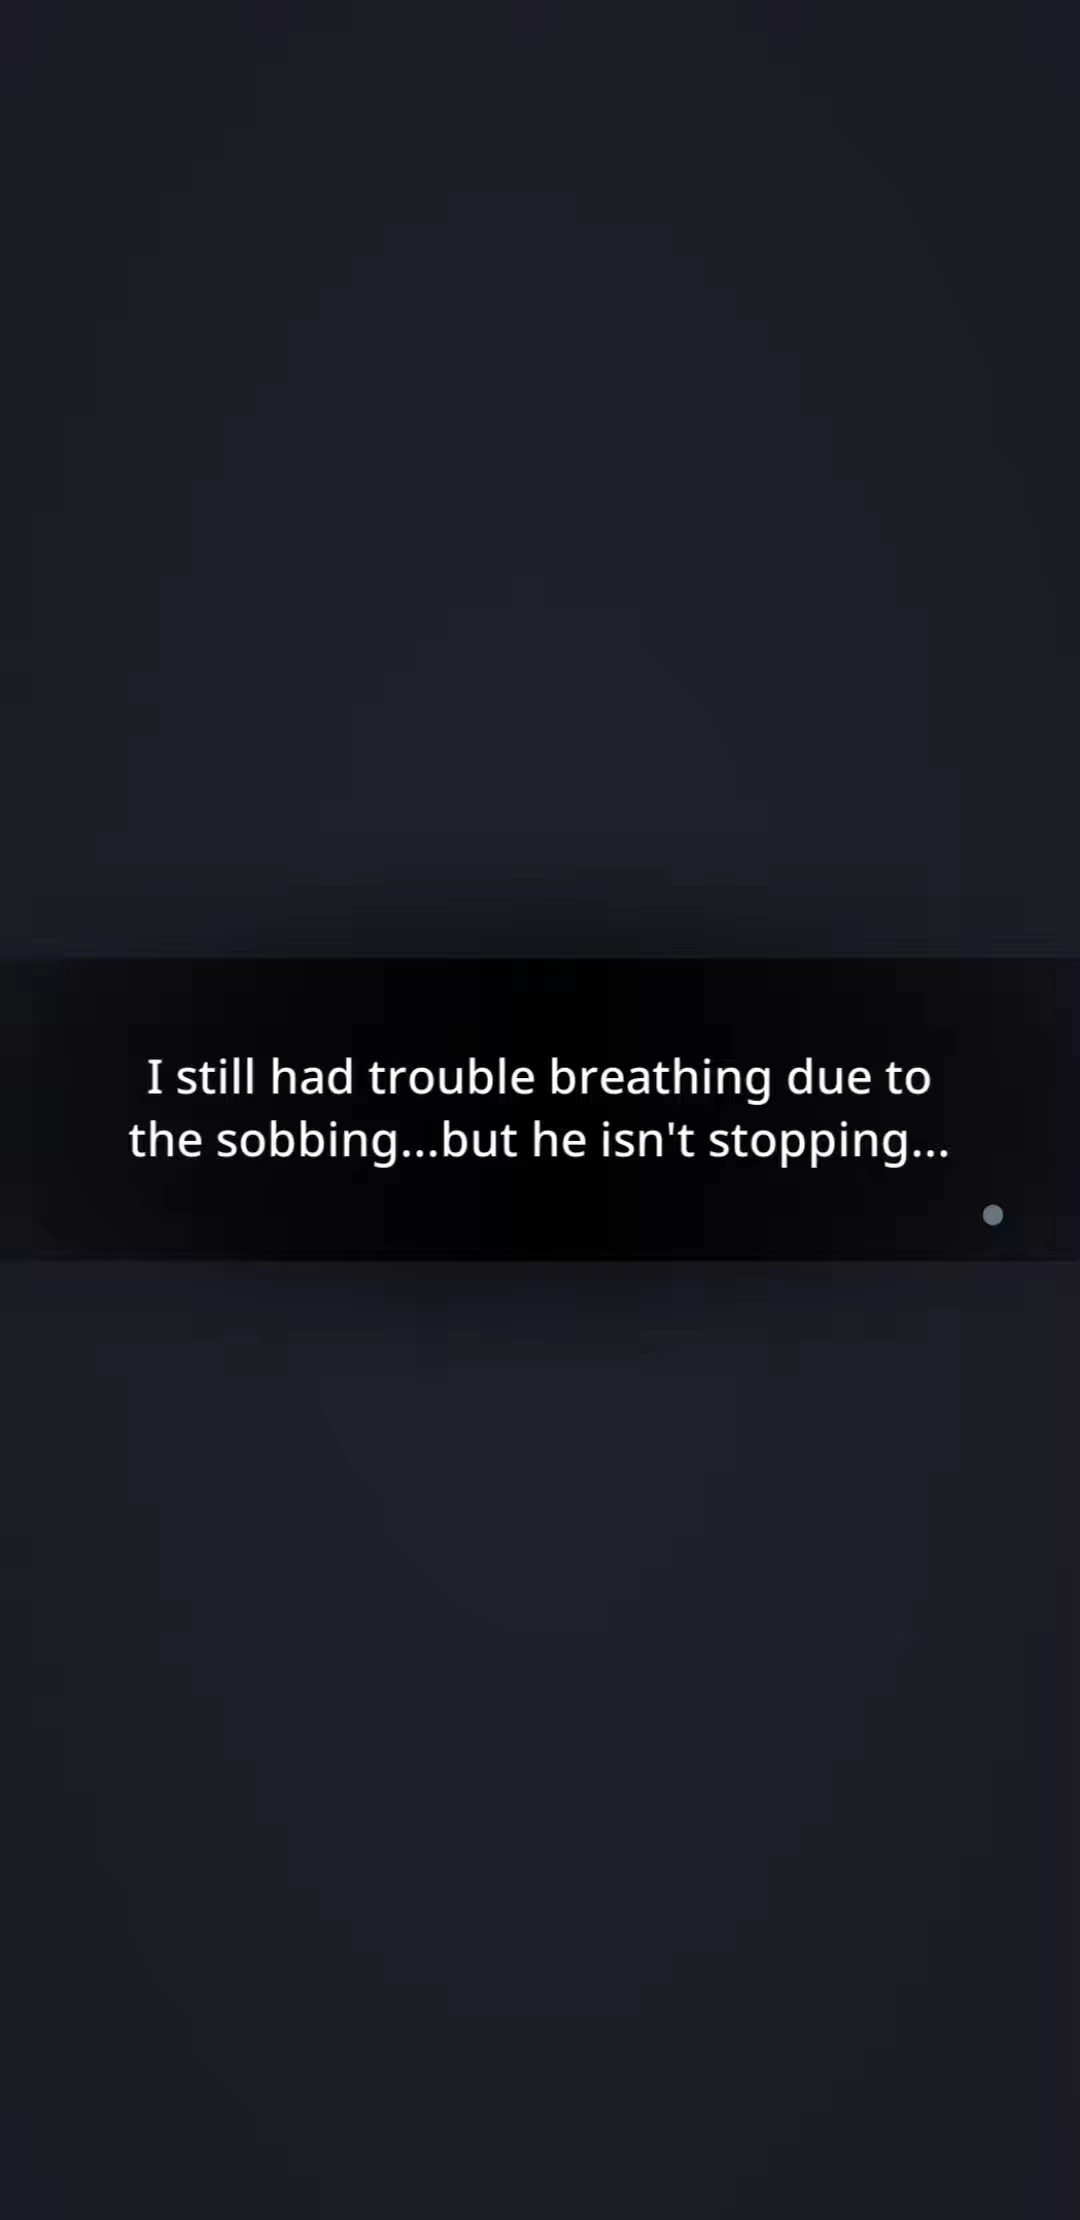 I still had trouble breathing due to
the sobbing...but he isn't stopping...